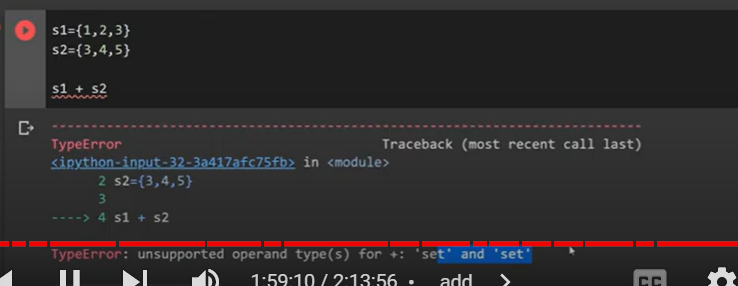 s1={1,2,3}
s2={3,4,5}
s1 + s2
TypeError Traceback (most recent call last)
<ipython-input-32-3a417afc75fb> in <module>
2 s2={3,4,5}
3
----> 4 s1 + s2
TypeError: unsupported operand type(s) for +: 'set' and 'set'
1:59:10 / 2:13:56 • add >
CC